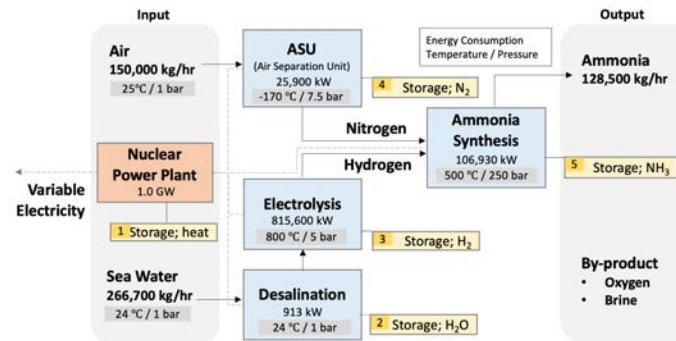 Input
Output
Air
150,000 kg/hr
25°C / 1 bar
ASU
(Air Separation Unit)
25,900 kW
-170 °C / 7.5 bar
4 Storage; N2
Energy Consumption
Temperature / Pressure
Ammonia
128,500 kg/hr
Nitrogen
Hydrogen
Ammonia
Synthesis
106,930 kW
500 °C / 250 bar
5 Storage; NH3
Nuclear
Power Plant
1.0 GW
Variable
Electricity
1 Storage; heat
Electrolysis
815,600 kW
800 °C / 5 bar
3 Storage; H2
Sea Water
266,700 kg/hr
24 °C / 1 bar
Desalination
913 kW
24 °C / 1 bar
2 Storage; H2O
By-product
• Oxygen
• Brine